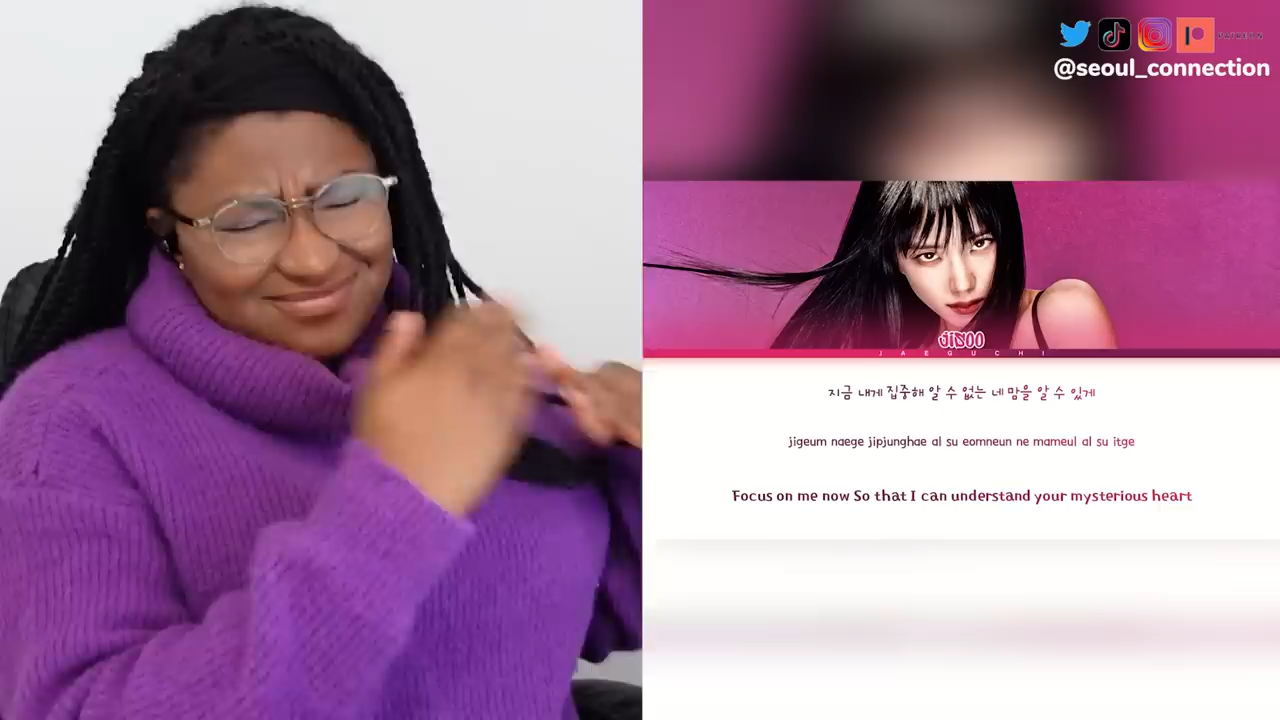 PATREON
@seoul_connection
JISOO
JAEGUCHI
지금 내게 집중해 알 수 없는 네 맘을 알 수 있게
jigeum naege jipjunghae al su eomneun ne mameul al su itge
Focus on me now So that I can understand your mysterious heart